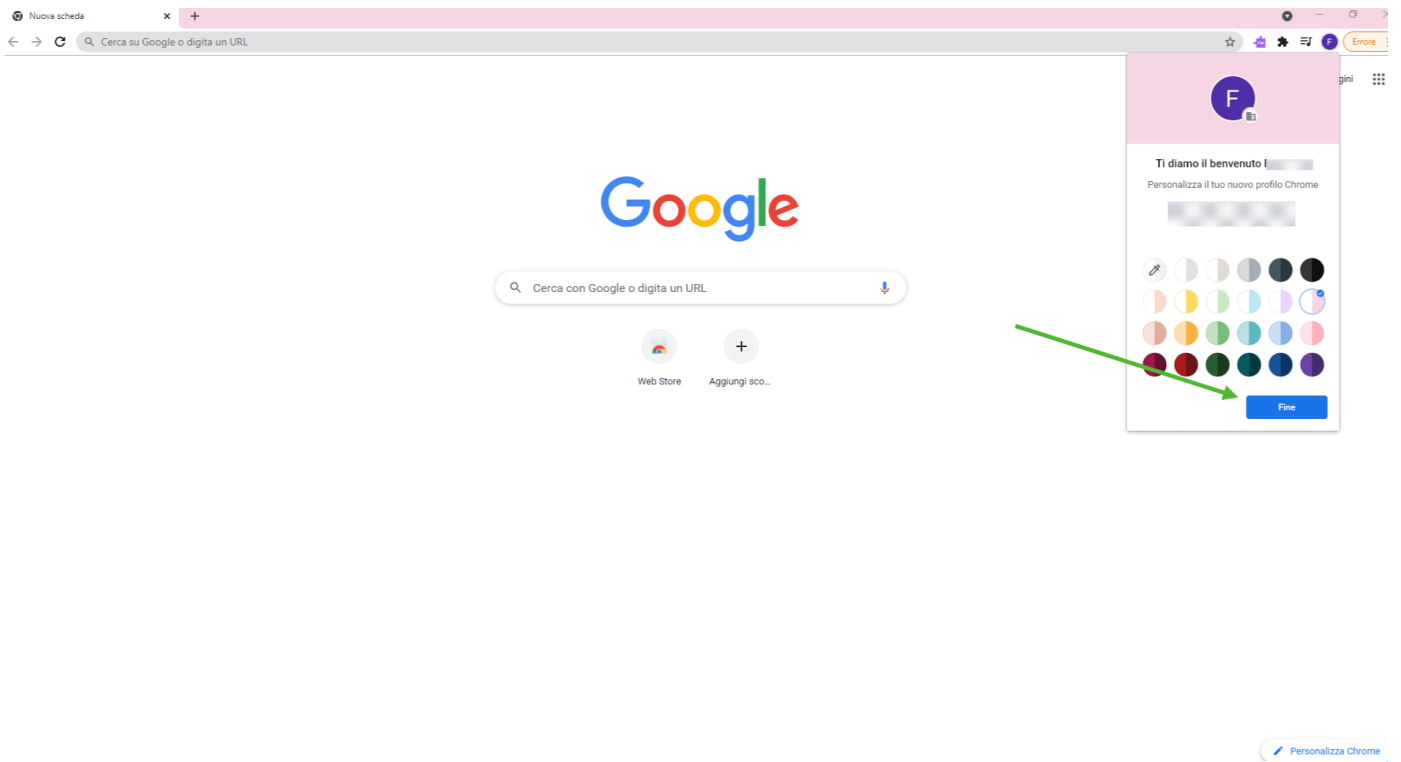 Nuova scheda
Cerca su Google o digita un URL
F
Errore
gini
F
Ti diamo il benvenuto
Personalizza il tuo nuovo profilo Chrome
Google
Cerca con Google o digita un URL
Web Store
Aggiungi sco...
Fine
Personalizza Chrome